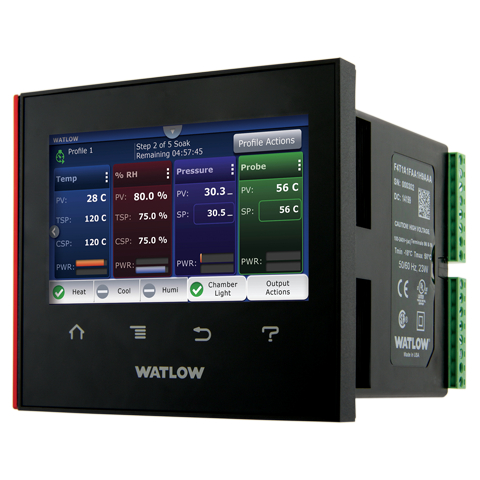 WATLOW
Profile 1
Step 2 of 5 Soak
Remaining 04:57:45
Profile Actions
Temp
PV: 28 C
TSP: 120 C
CSP: 120 C
PWR:
% RH
PV: 80.0 %
TSP: 75.0 %
CSP: 75.0 %
PWR:
Pressure
PV: 30.3
SP: 30.5
PWR:
Probe
PV: 56 C
SP: 56 C
PWR:
Heat
Cool
Humi
Chamber
Light
Output
Actions
WATLOW
F4T1A1FAA1H9AAA
CAUTION: HIGH VOLTAGE
50/60 Hz, 23W
CE
WATLOW
Made in USA